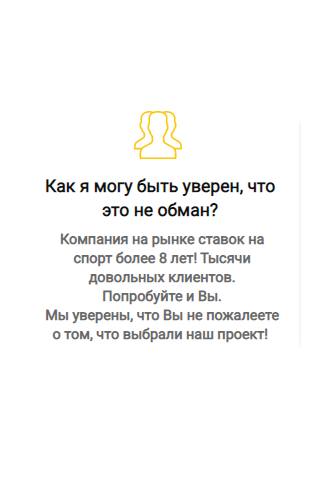 Как я могу быть уверен, что
это не обман?
Компания на рынке ставок на
спорт более 8 лет! Тысячи
довольных клиентов.
Попробуйте и Вы.
Мы уверены, что Вы не пожалеете
о том, что выбрали наш проект!